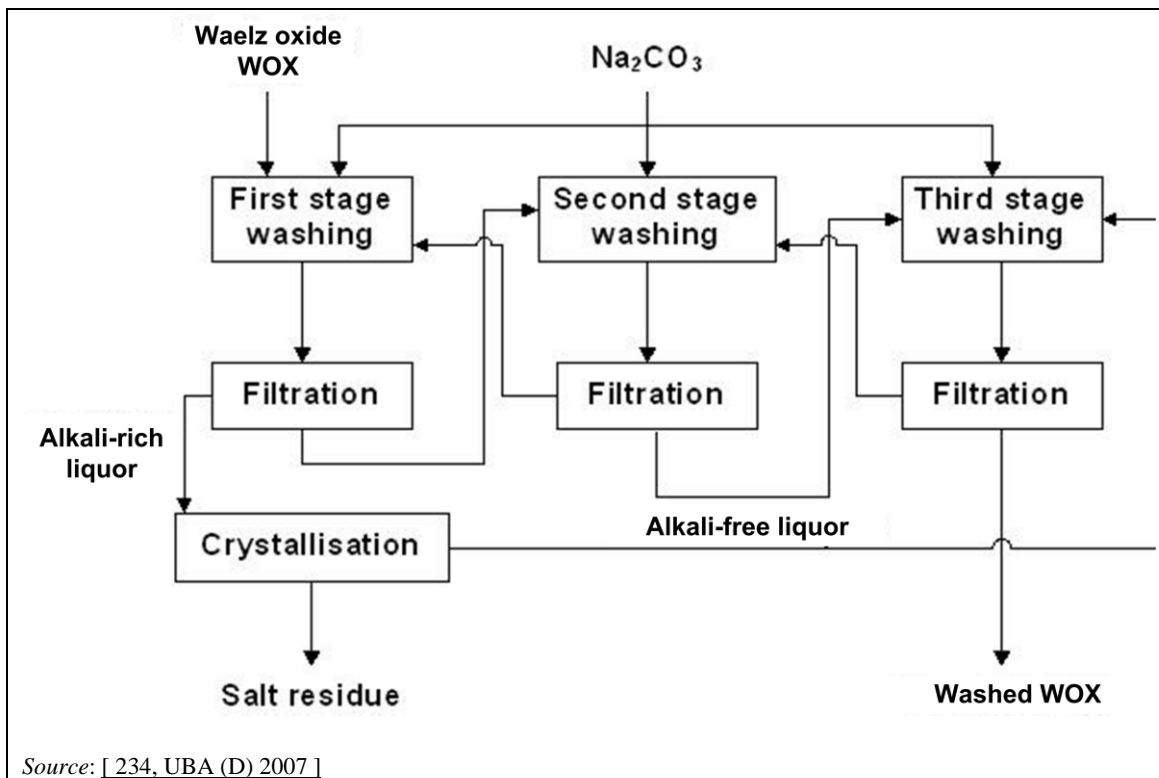 Waelz oxide
WOX
Na₂CO₃
First stage
washing
Second stage
washing
Third stage
washing
Filtration
Filtration
Filtration
Alkali-rich
liquor
Alkali-free liquor
Crystallisation
Salt residue
Washed WOX
Source: [ 234, UBA (D) 2007 ]